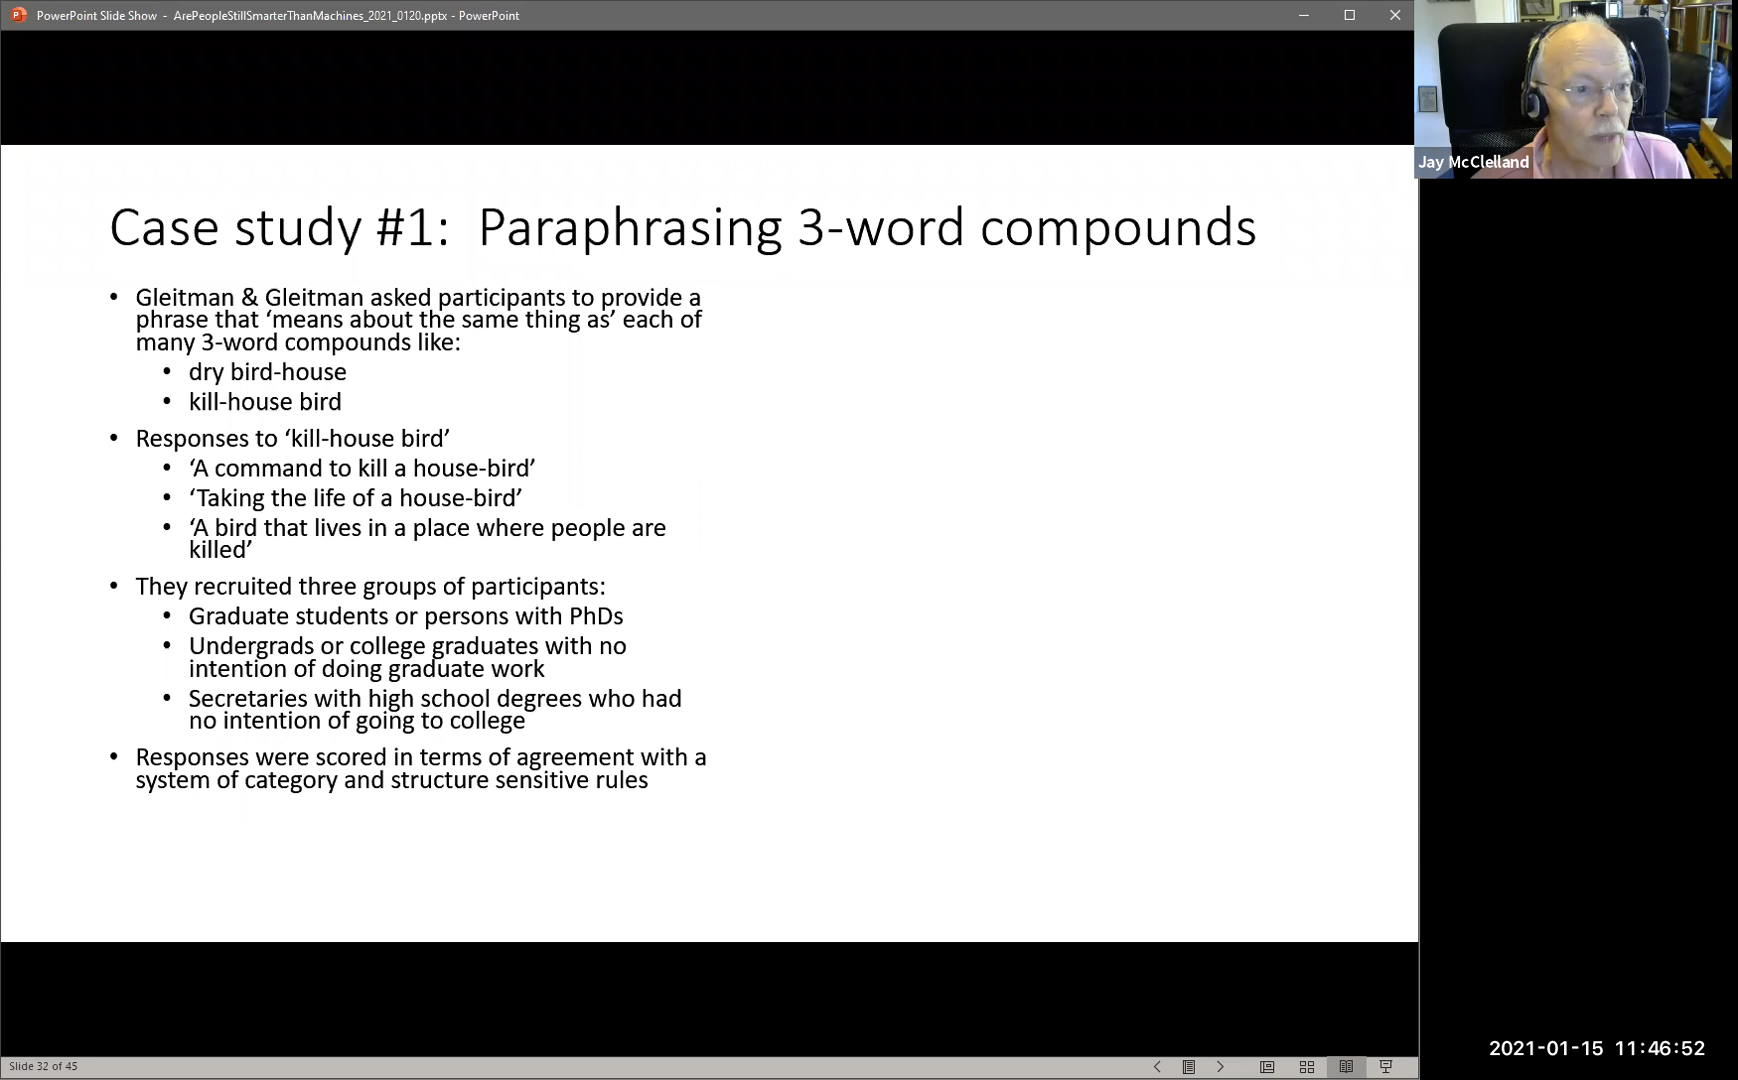 PowerPoint Slide Show - ArePeopleStillSmarterThanMachines_2021_0120.pptx - PowerPoint
Jay McClelland
Case study #1: Paraphrasing 3-word compounds
• Gleitman & Gleitman asked participants to provide a
phrase that ‘means about the same thing as’ each of
many 3-word compounds like:
• dry bird-house
• kill-house bird
• Responses to ‘kill-house bird’
• ‘A command to kill a house-bird’
• ‘Taking the life of a house-bird’
• ‘A bird that lives in a place where people are
killed’
• They recruited three groups of participants:
• Graduate students or persons with PhDs
• Undergrads or college graduates with no
intention of doing graduate work
• Secretaries with high school degrees who had
no intention of going to college
• Responses were scored in terms of agreement with a
system of category and structure sensitive rules
2021-01-15 11:46:52
Slide 32 of 45